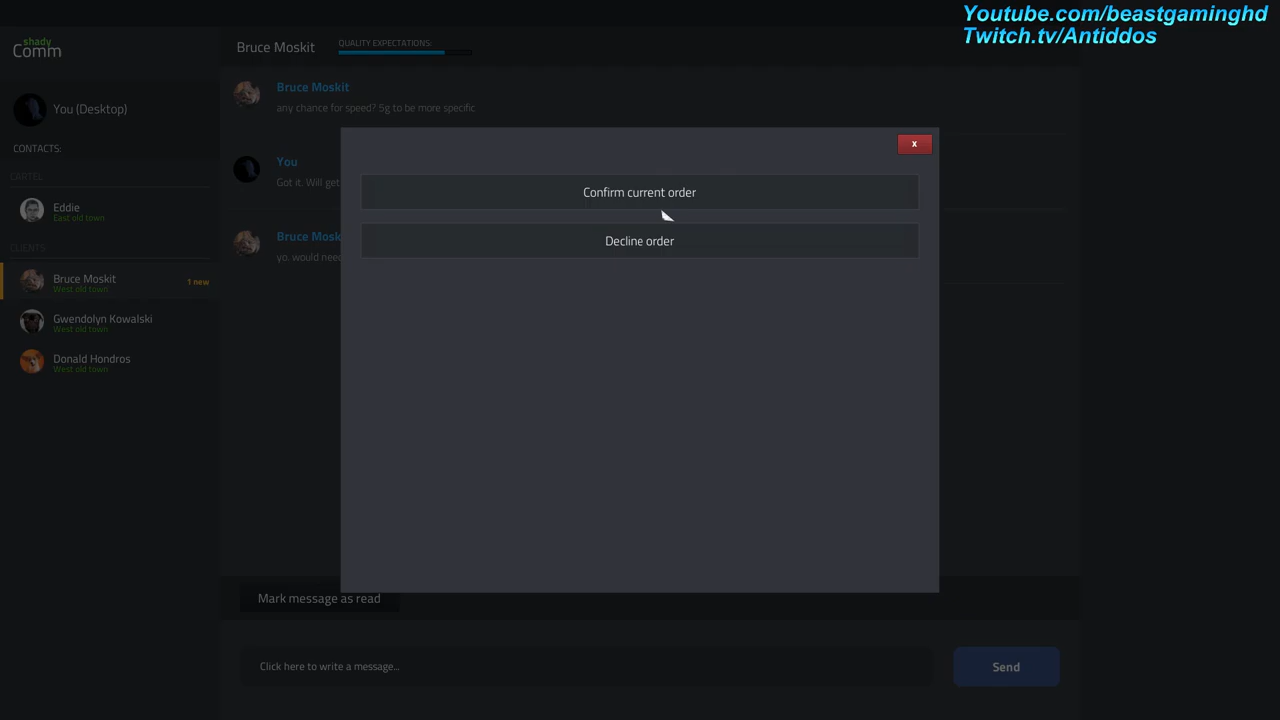 Youtube.com/beastgaminghd
Twitch.tv/Antiddos
shady
Comm
Bruce Moskit
QUALITY EXPECTATIONS:
Bruce Moskit
any chance for speed? 5g to be more specific
You (Desktop)
x
CONTACTS:
You
Got it. Will get
CARTEL
Confirm current order
Eddie
East old town
Bruce Mosk
yo. would need
Decline order
CLIENTS
Bruce Moskit
West old town
1 new
Gwendolyn Kowalski
West old town
Donald Hondros
West old town
Mark message as read
Click here to write a message...
Send